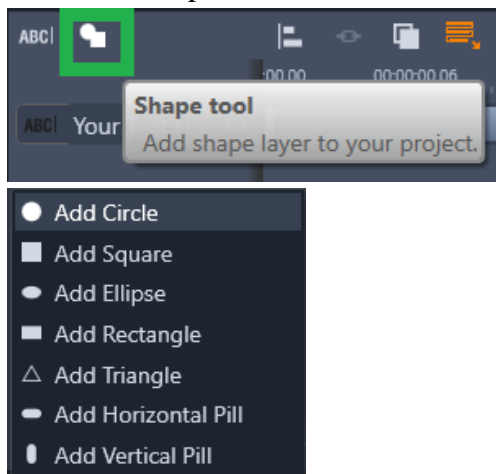 ABC
:00.00 00:00:00.06
ABC Your
Shape tool
Add shape layer to your project.
Add Circle
Add Square
Add Ellipse
Add Rectangle
Add Triangle
Add Horizontal Pill
Add Vertical Pill